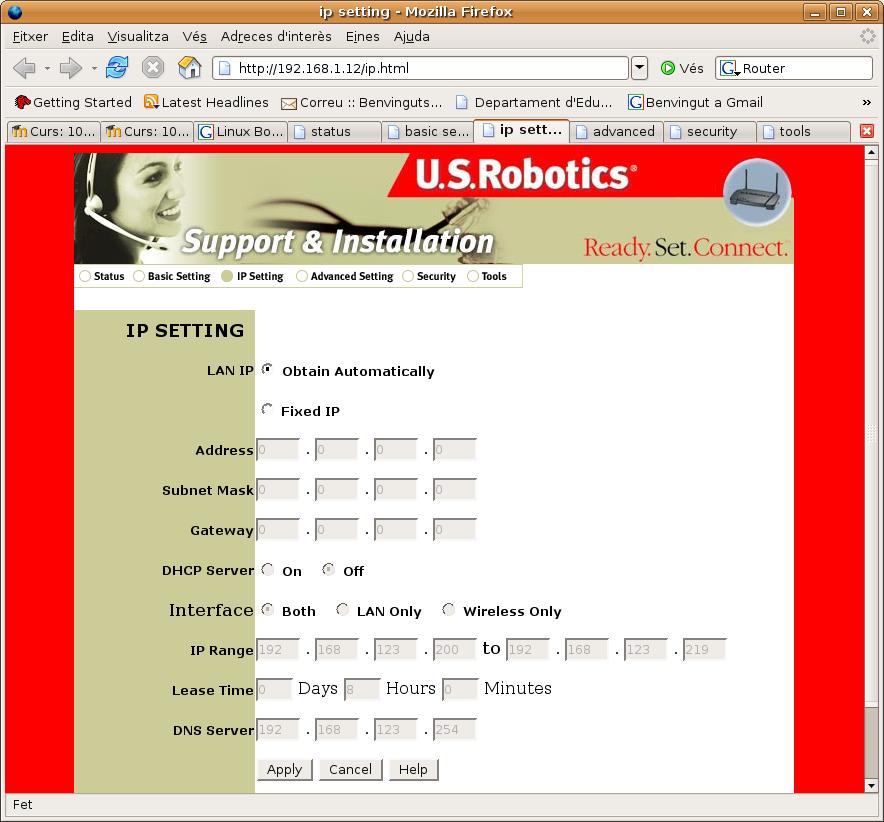 ip setting - Mozilla Firefox
Fitxer Edita Visualitza Vés Adreces d'interès Eines Ajuda
http://192.168.1.12/ip.html Vés Router
Getting Started Latest Headlines Correu :: Benvinguts... Departament d'Edu... Benvingut a Gmail »
Curs: 10... Curs: 10... Linux Bo... status basic se... ip sett... advanced security tools
U.S.Robotics®
Support & Installation
Ready. Set. Connect.
Status Basic Setting IP Setting Advanced Setting Security Tools
IP SETTING
LAN IP Obtain Automatically
Fixed IP
Address 0 . 0 . 0 . 0
Subnet Mask 0 . 0 . 0 . 0
Gateway 0 . 0 . 0 . 0
DHCP Server On Off
Interface Both LAN Only Wireless Only
IP Range 192 . 168 . 123 . 200 to 192 . 168 . 123 . 219
Lease Time 0 Days 8 Hours 0 Minutes
DNS Server 192 . 168 . 123 . 254
Apply Cancel Help
Fet